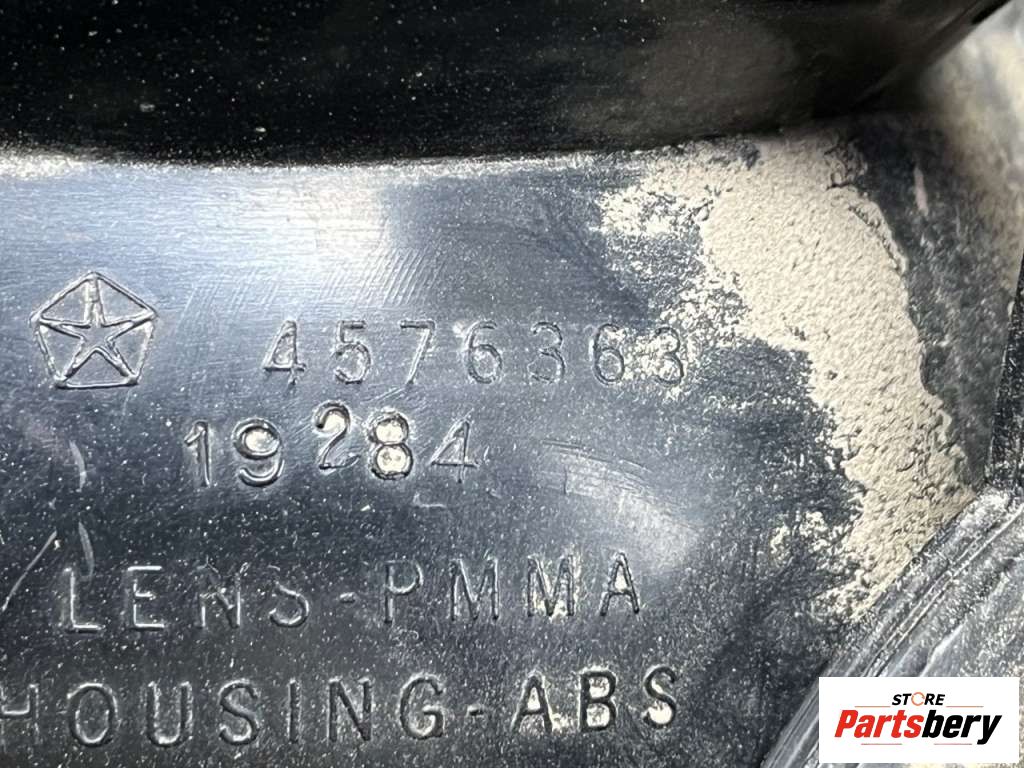 4576363
19284
LENS-PMMA
HOUSING-ABS
STORE
Partsbery